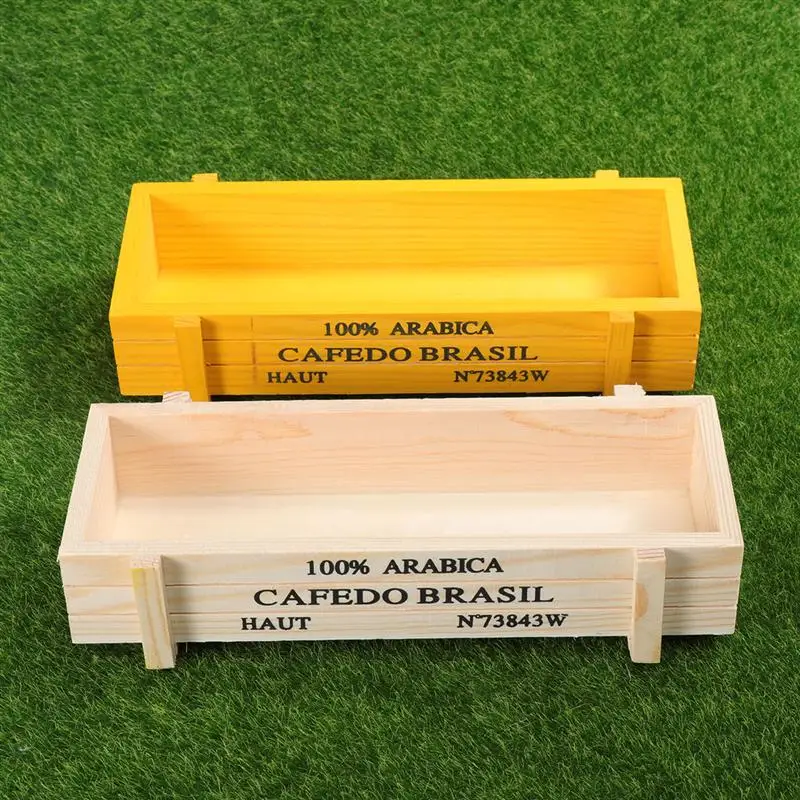 100% ARABICA
CAFEDO BRASIL
HAUT N°73843W
100% ARABICA
CAFEDO BRASIL
HAUT N°73843W